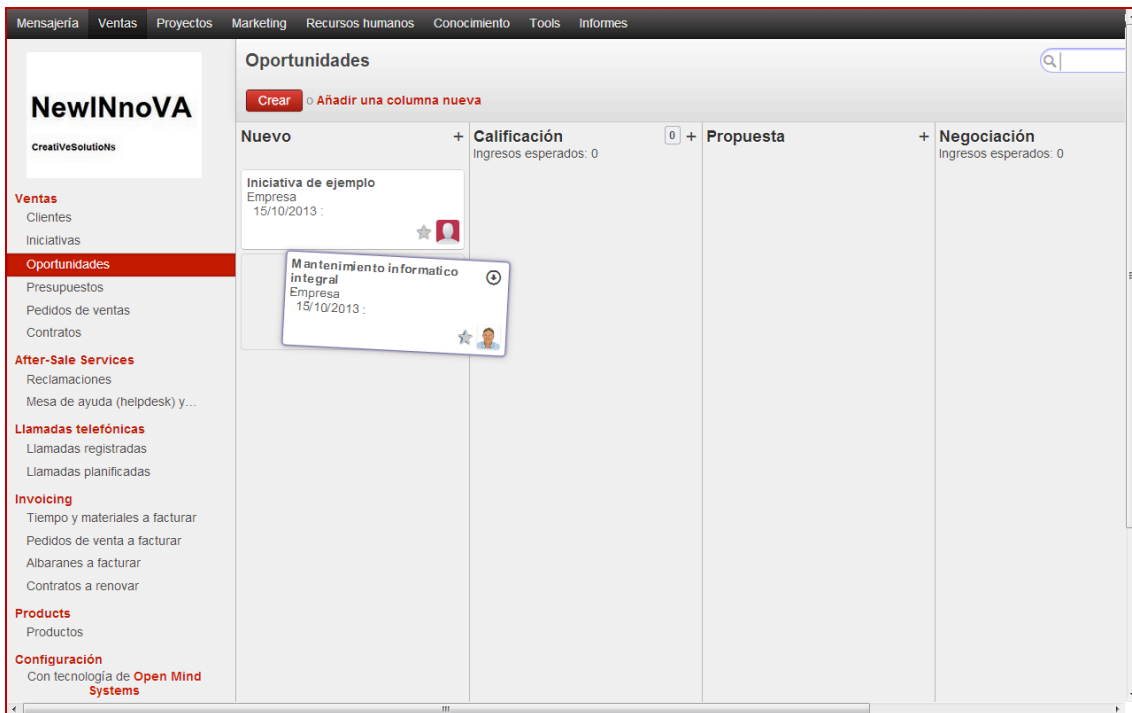 Mensajería Ventas Proyectos Marketing Recursos humanos Conocimiento Tools Informes
NewINnoVA
CreatiVeSolutioNs
Ventas
Clientes
Iniciativas
Oportunidades
Presupuestos
Pedidos de ventas
Contratos
After-Sale Services
Reclamaciones
Mesa de ayuda (helpdesk) y...
Llamadas telefónicas
Llamadas registradas
Llamadas planificadas
Invoicing
Tiempo y materiales a facturar
Pedidos de venta a facturar
Albaranes a facturar
Contratos a renovar
Products
Productos
Configuración
Con tecnología de Open Mind
Systems
Oportunidades
Crear o Añadir una columna nueva
Nuevo +
Iniciativa de ejemplo
Empresa
15/10/2013 :
Mantenimiento informatico
integral
Empresa
15/10/2013 :
Calificación 0 +
Ingresos esperados: 0
Propuesta +
Negociación
Ingresos esperados: 0